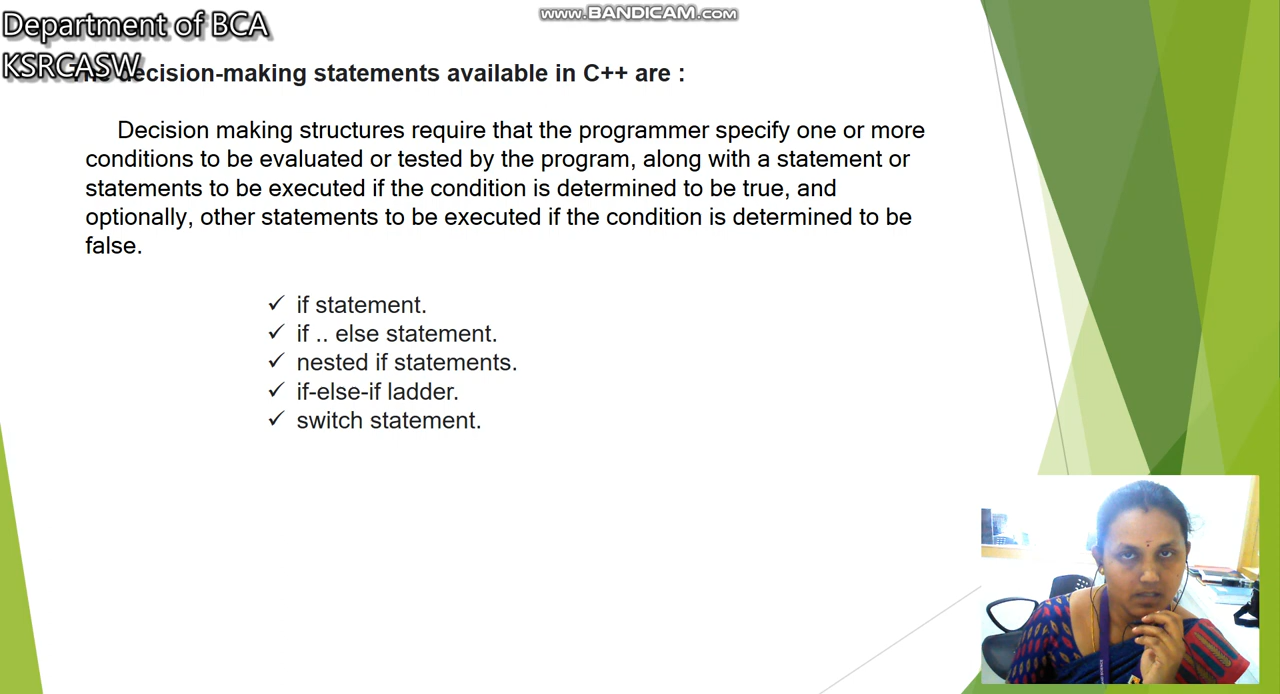 www.BANDICAM.com
Department of BCA
KSRCASW
The decision-making statements available in C++ are :
Decision making structures require that the programmer specify one or more
conditions to be evaluated or tested by the program, along with a statement or
statements to be executed if the condition is determined to be true, and
optionally, other statements to be executed if the condition is determined to be
false.
✓ if statement.
✓ if .. else statement.
✓ nested if statements.
✓ if-else-if ladder.
✓ switch statement.